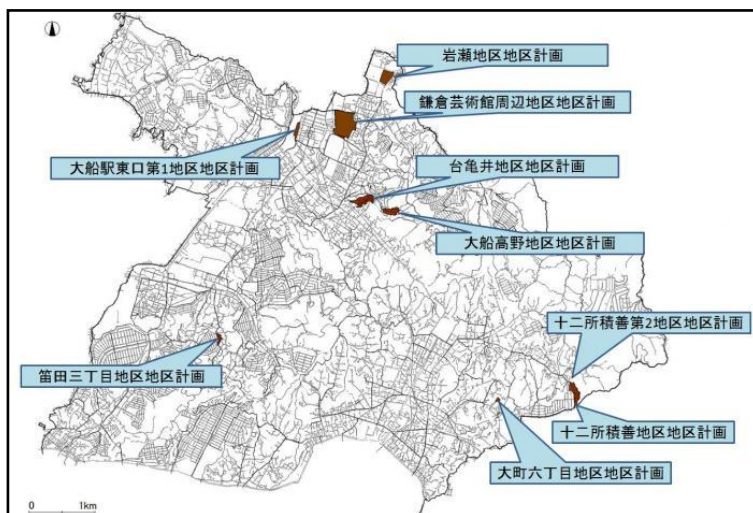 岩瀬地区地区計画
鎌倉芸術館周辺地区地区計画
大船駅東口第1地区地区計画
台亀井地区地区計画
大船高野地区地区計画
十二所積善第2地区地区計画
笛田三丁目地区地区計画
十二所積善地区地区計画
大町六丁目地区地区計画
0 1km